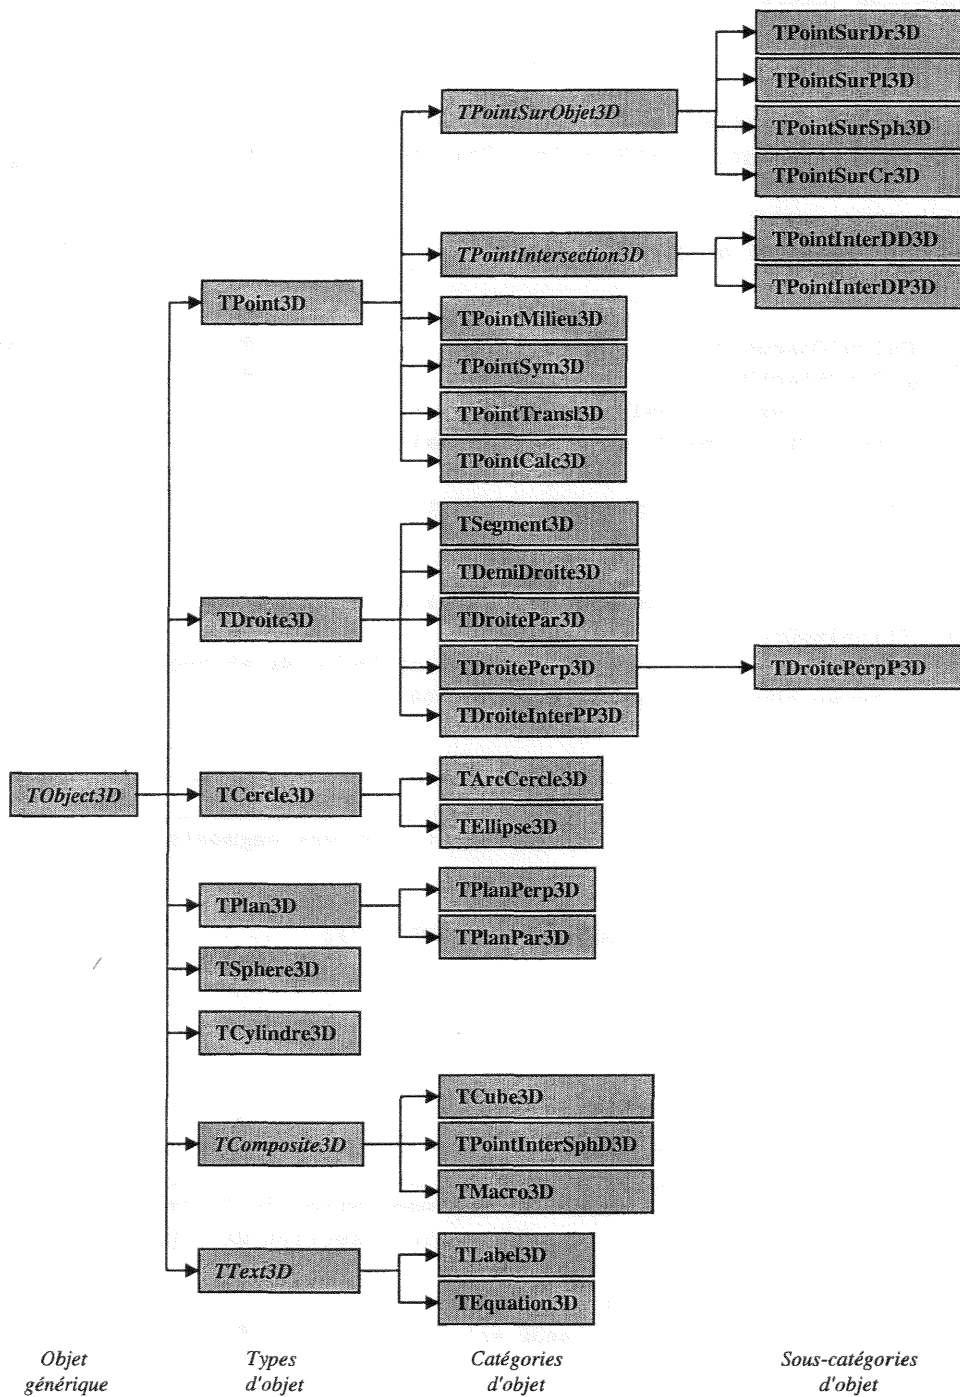 TPointSurDr3D
TPointSurPl3D
TPointSurObjet3D
TPointSurSph3D
TPointSurCr3D
TPointInterDD3D
TPointIntersection3D
TPointInterDP3D
TPoint3D
TPointMilieu3D
TPointSym3D
TPointTransl3D
TPointCalc3D
TSegment3D
TDemiDroite3D
TDroite3D
TDroitePar3D
TDroitePerp3D
TDroitePerpP3D
TDroiteInterPP3D
TObject3D
TCercle3D
TArcCercle3D
TEllipse3D
TPlan3D
TPlanPerp3D
TPlanPar3D
TSphere3D
TCylindre3D
TCube3D
TComposite3D
TPointInterSphD3D
TMacro3D
TLabel3D
TText3D
TEquation3D
Objet
générique
Types
d'objet
Catégories
d'objet
Sous-catégories
d'objet